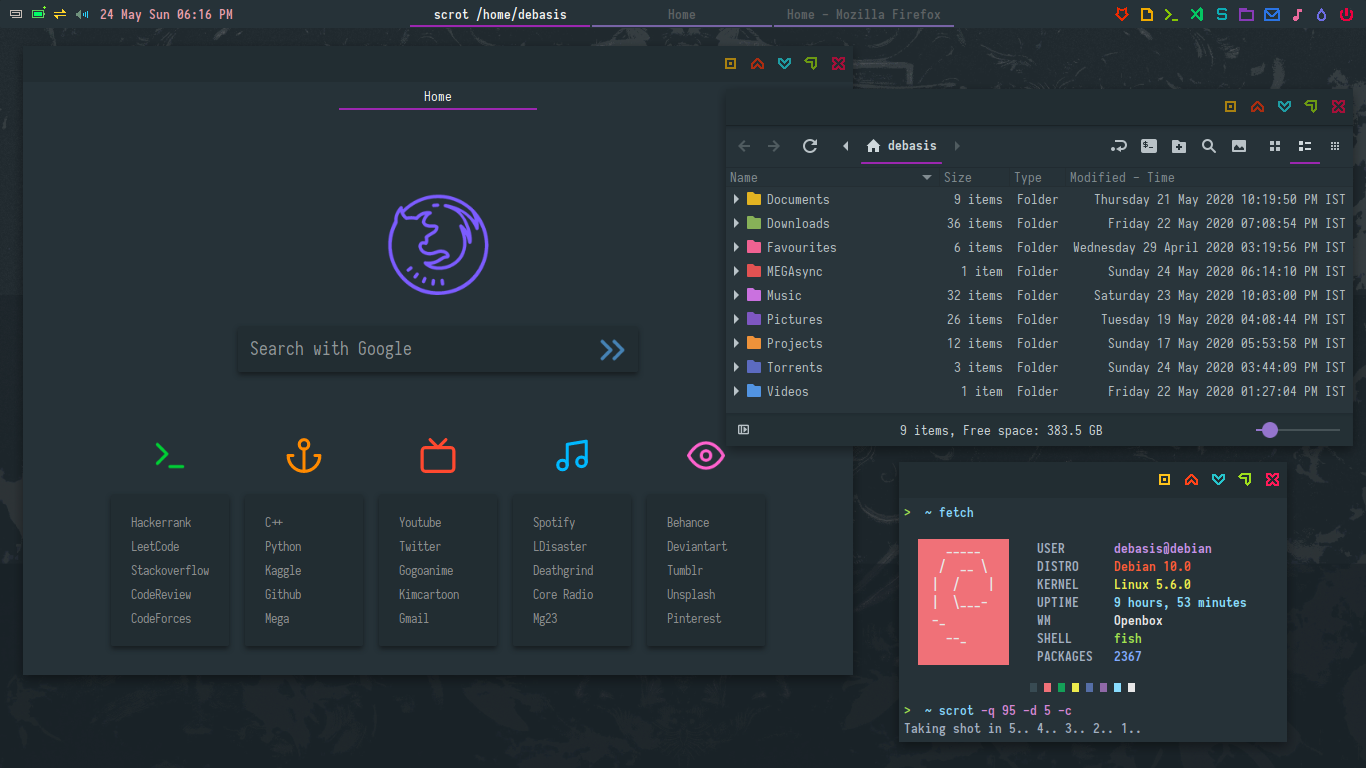 24 May Sun 06:16 PM
scrot /home/debasis
Home
Home - Mozilla Firefox
Home
Search with Google
Hackerrank
LeetCode
Stackoverflow
CodeReview
CodeForces
C++
Python
Kaggle
Github
Mega
Youtube
Twitter
Gogoanime
Kimcartoon
Gmail
Spotify
LDisaster
Deathgrind
Core Radio
Mg23
Behance
Deviantart
Tumblr
Unsplash
Pinterest
debasis
Name Size Type Modified - Time
Documents 9 items Folder Thursday 21 May 2020 10:19:50 PM IST
Downloads 36 items Folder Friday 22 May 2020 07:08:54 PM IST
Favourites 6 items Folder Wednesday 29 April 2020 03:19:56 PM IST
MEGAsync 1 item Folder Sunday 24 May 2020 06:14:10 PM IST
Music 32 items Folder Saturday 23 May 2020 10:03:00 PM IST
Pictures 26 items Folder Tuesday 19 May 2020 04:08:44 PM IST
Projects 12 items Folder Sunday 17 May 2020 05:53:58 PM IST
Torrents 3 items Folder Sunday 24 May 2020 03:44:09 PM IST
Videos 1 item Folder Friday 22 May 2020 01:27:04 PM IST
9 items, Free space: 383.5 GB
> ~ fetch
USER debasis@debian
DISTRO Debian 10.0
KERNEL Linux 5.6.0
UPTIME 9 hours, 53 minutes
WM Openbox
SHELL fish
PACKAGES 2367
> ~ scrot -q 95 -d 5 -c
Taking shot in 5.. 4.. 3.. 2.. 1..